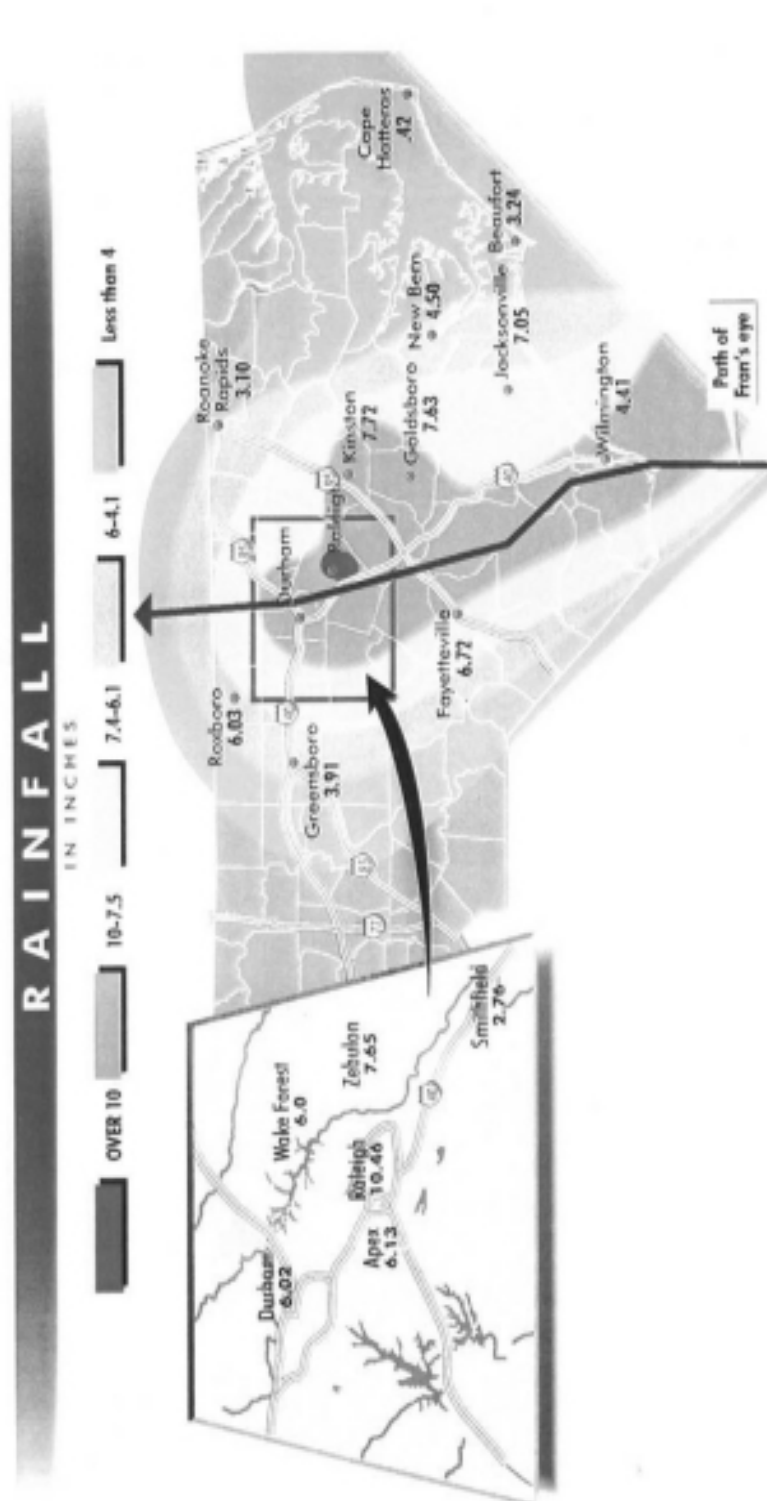 RAINFALL
IN INCHES
OVER 10
10-7.5
7.4-6.1
6-4.1
Less than 4
Durham
6.02
Wake Forest
6.0
Zebulon
7.65
Raleigh
10.46
Apex
6.13
Smithfield
2.76
40
Roxboro
6.03
Greensboro
3.91
Durham
Raleigh
Roanoke
Rapids
3.10
Kinston
7.72
Goldsboro
7.63
Fayetteville
6.72
New Bern
4.50
Cape
Hatteras
.42
Jacksonville
7.05
Beaufort
3.24
Wilmington
4.41
Path of
Fran's eye
77
85
40